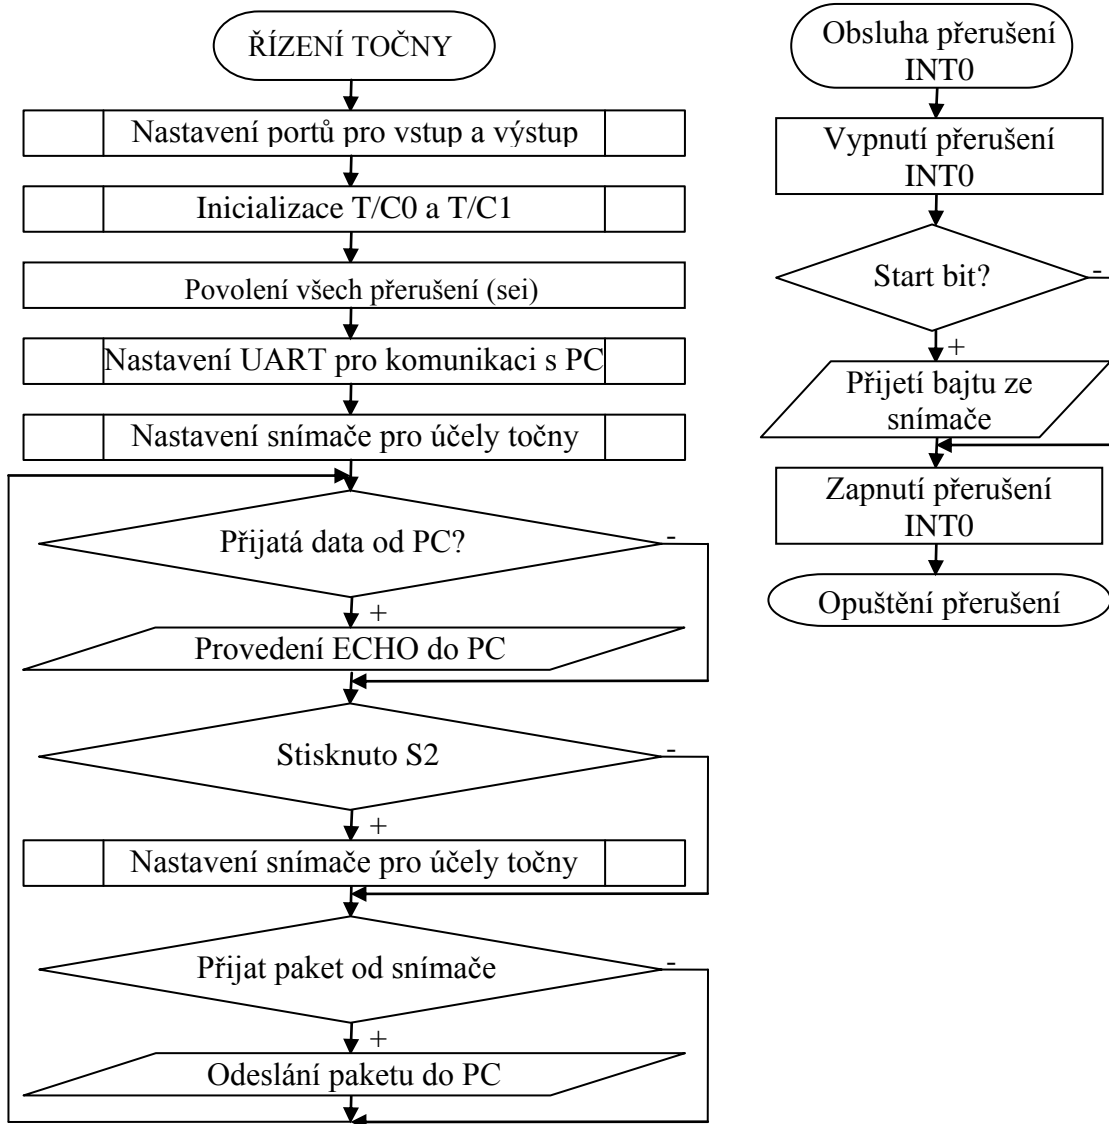 ŘÍZENÍ TOČNY
Nastavení portů pro vstup a výstup
Inicializace T/C0 a T/C1
Povolení všech přerušení (sei)
Nastavení UART pro komunikaci s PC
Nastavení snímače pro účely točny
Přijatá data od PC?
-
+
Provedení ECHO do PC
Stisknuto S2
-
+
Nastavení snímače pro účely točny
Přijat paket od snímače
-
+
Odeslání paketu do PC
Obsluha přerušení
INT0
Vypnutí přerušení
INT0
Start bit?
-
+
Přijetí bajtu ze
snímače
Zapnutí přerušení
INT0
Opuštění přerušení